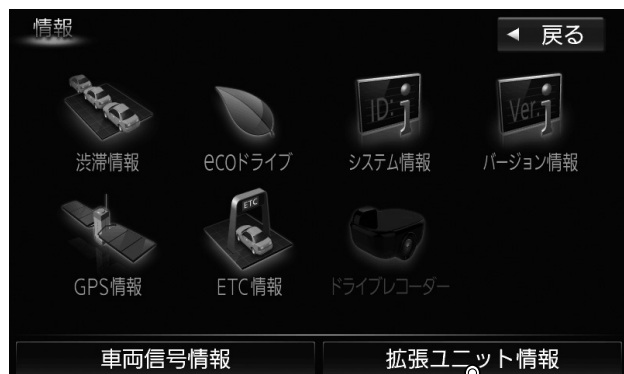 情報
戻る
渋滞情報
ecoドライブ
システム情報
バージョン情報
ID:i
Ver.i
ETC
GPS情報
ETC情報
ドライブレコーダー
車両信号情報
拡張ユニット情報